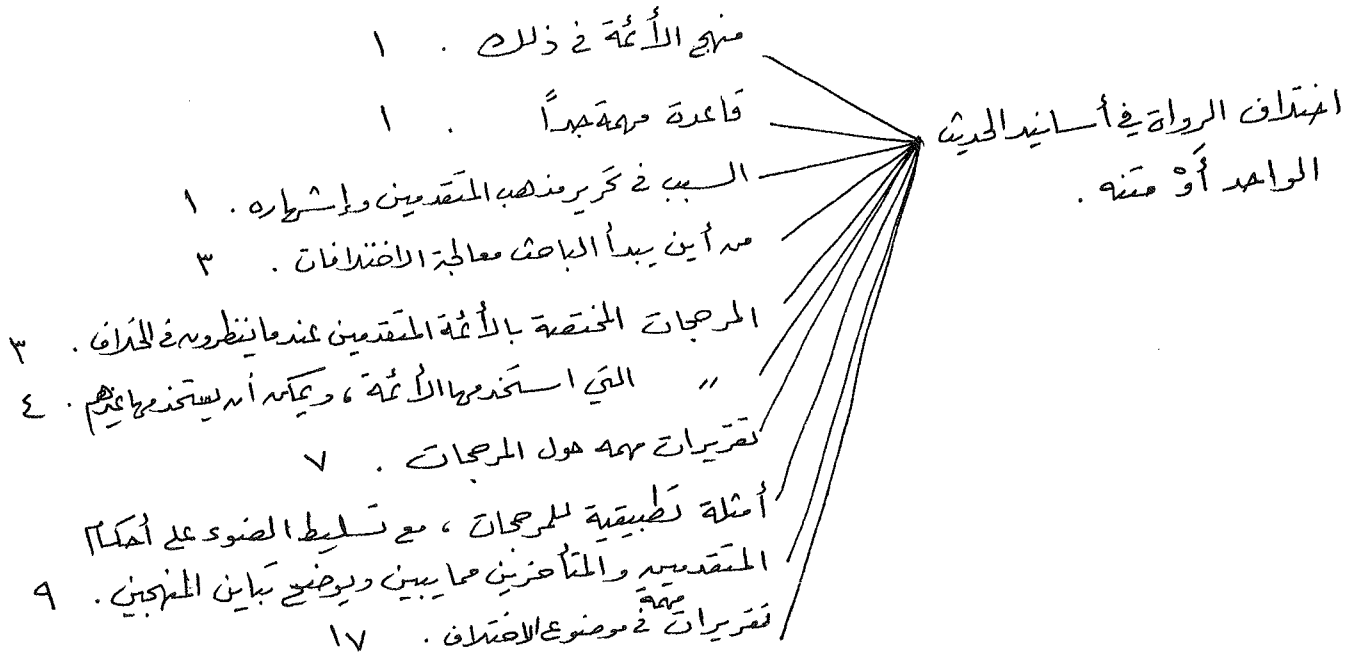 اختلاف الرواة في أسانيد الحديث
الواحد أَوْ متنه .
منهج الأئمة في ذلك . ١
قاعدة مهمة جداً . ١
السبب في تحرير مذهب المتقدمين وإشهاره . ١
من أين يبدأ الباحث معالجة الاختلافات . ٣
المرجحات المختصة بالأئمة المتقدمين عندما ينظرون في الخلاف . ٣
〃 التي استخدمها الأئمة ، ويمكن أن يستخدمها غيرهم . ٤
تقريرات مهمه حول المرجحات . ٧
أمثلة تطبيقية للمرجحات ، مع تسليط الضوء على أحكام
المتقدمين والمتأخرين مما يبين ويوضح تباين المنهجين . ٩
تقريرات مهمة في موضوع الاختلاف . ١٧